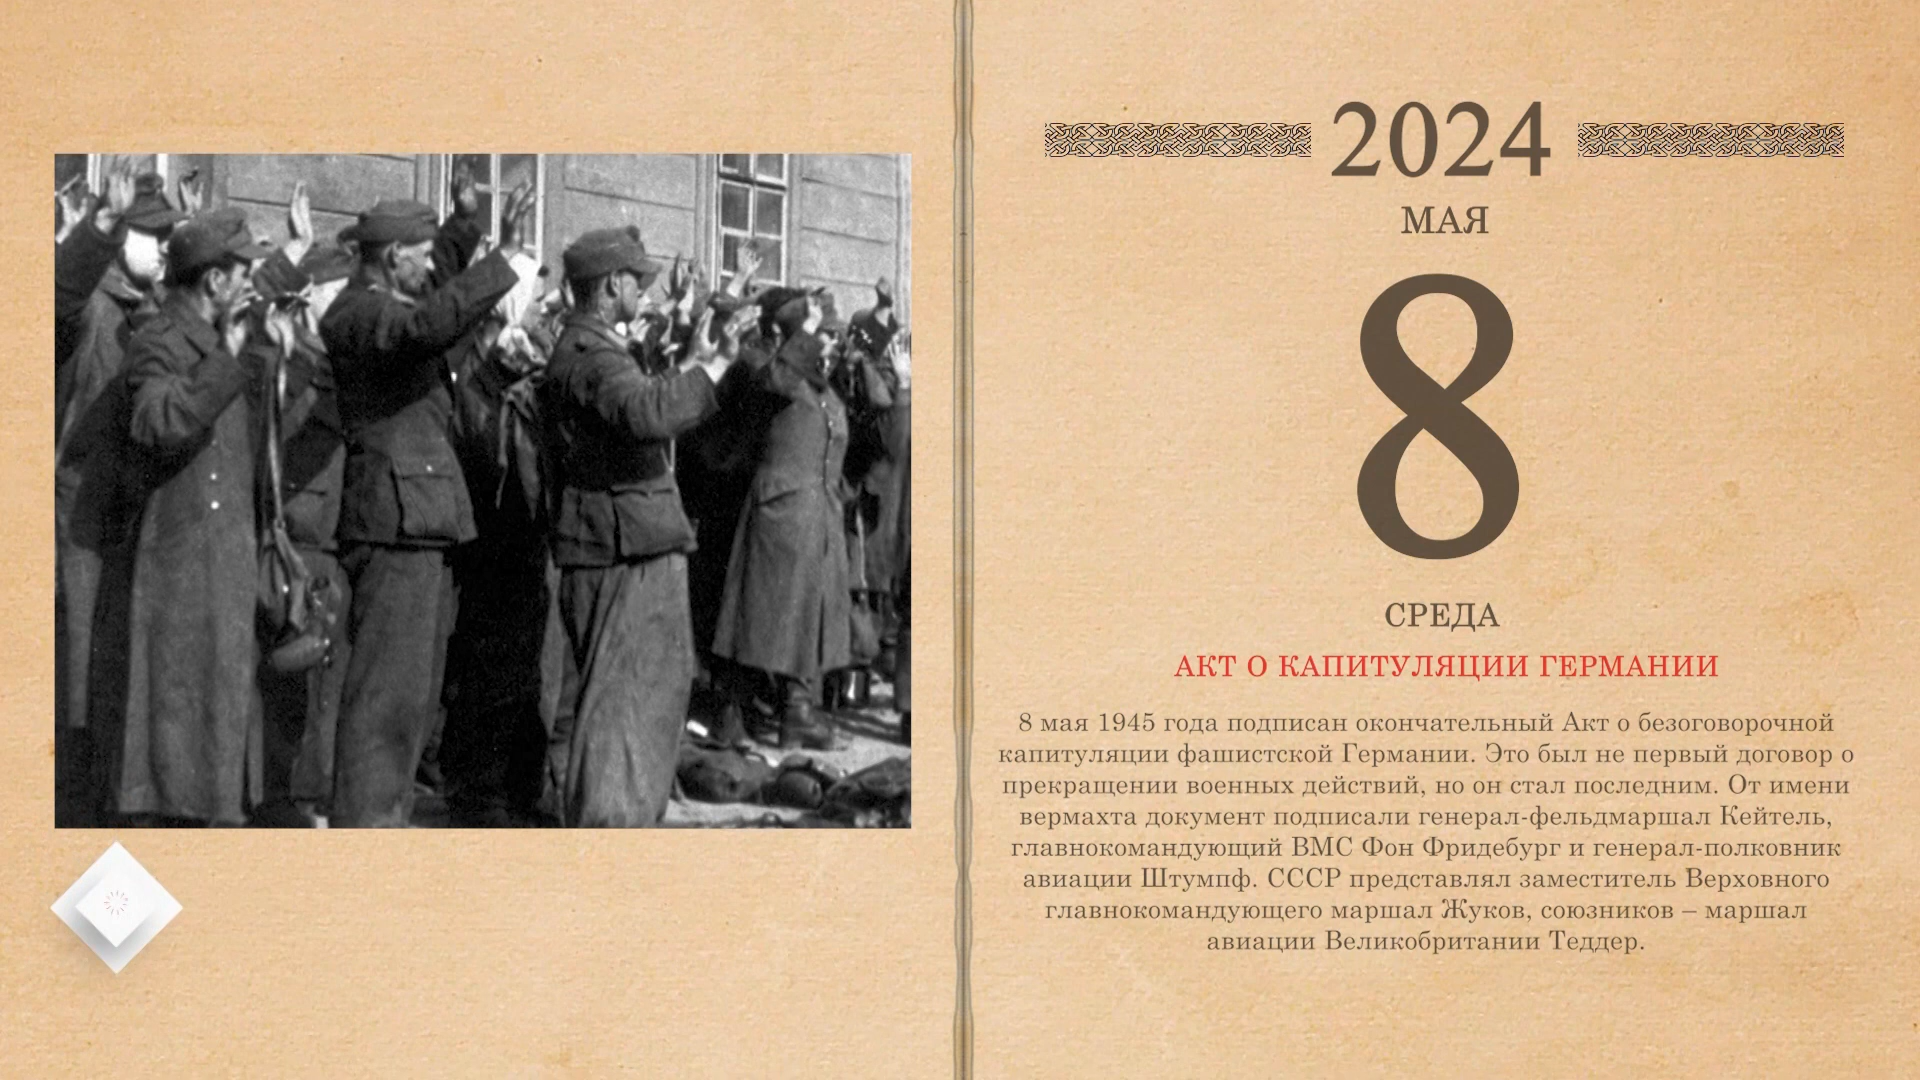 2024
МАЯ
8
СРЕДА
АКТ О КАПИТУЛЯЦИИ ГЕРМАНИИ
8 мая 1945 года подписан окончательный Акт о безоговорочной
капитуляции фашистской Германии. Это был не первый договор о
прекращении военных действий, но он стал последним. От имени
вермахта документ подписали генерал-фельдмаршал Кейтель,
главнокомандующий ВМС Фон Фридебург и генерал-полковник
авиации Штумпф. СССР представлял заместитель Верховного
главнокомандующего маршал Жуков, союзников – маршал
авиации Великобритании Теддер.